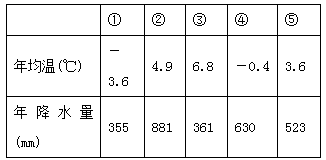 ① ② ③ ④ ⑤
年均温(℃) －3.6 4.9 6.8 －0.4 3.6
年降水量(mm) 355 881 361 630 523